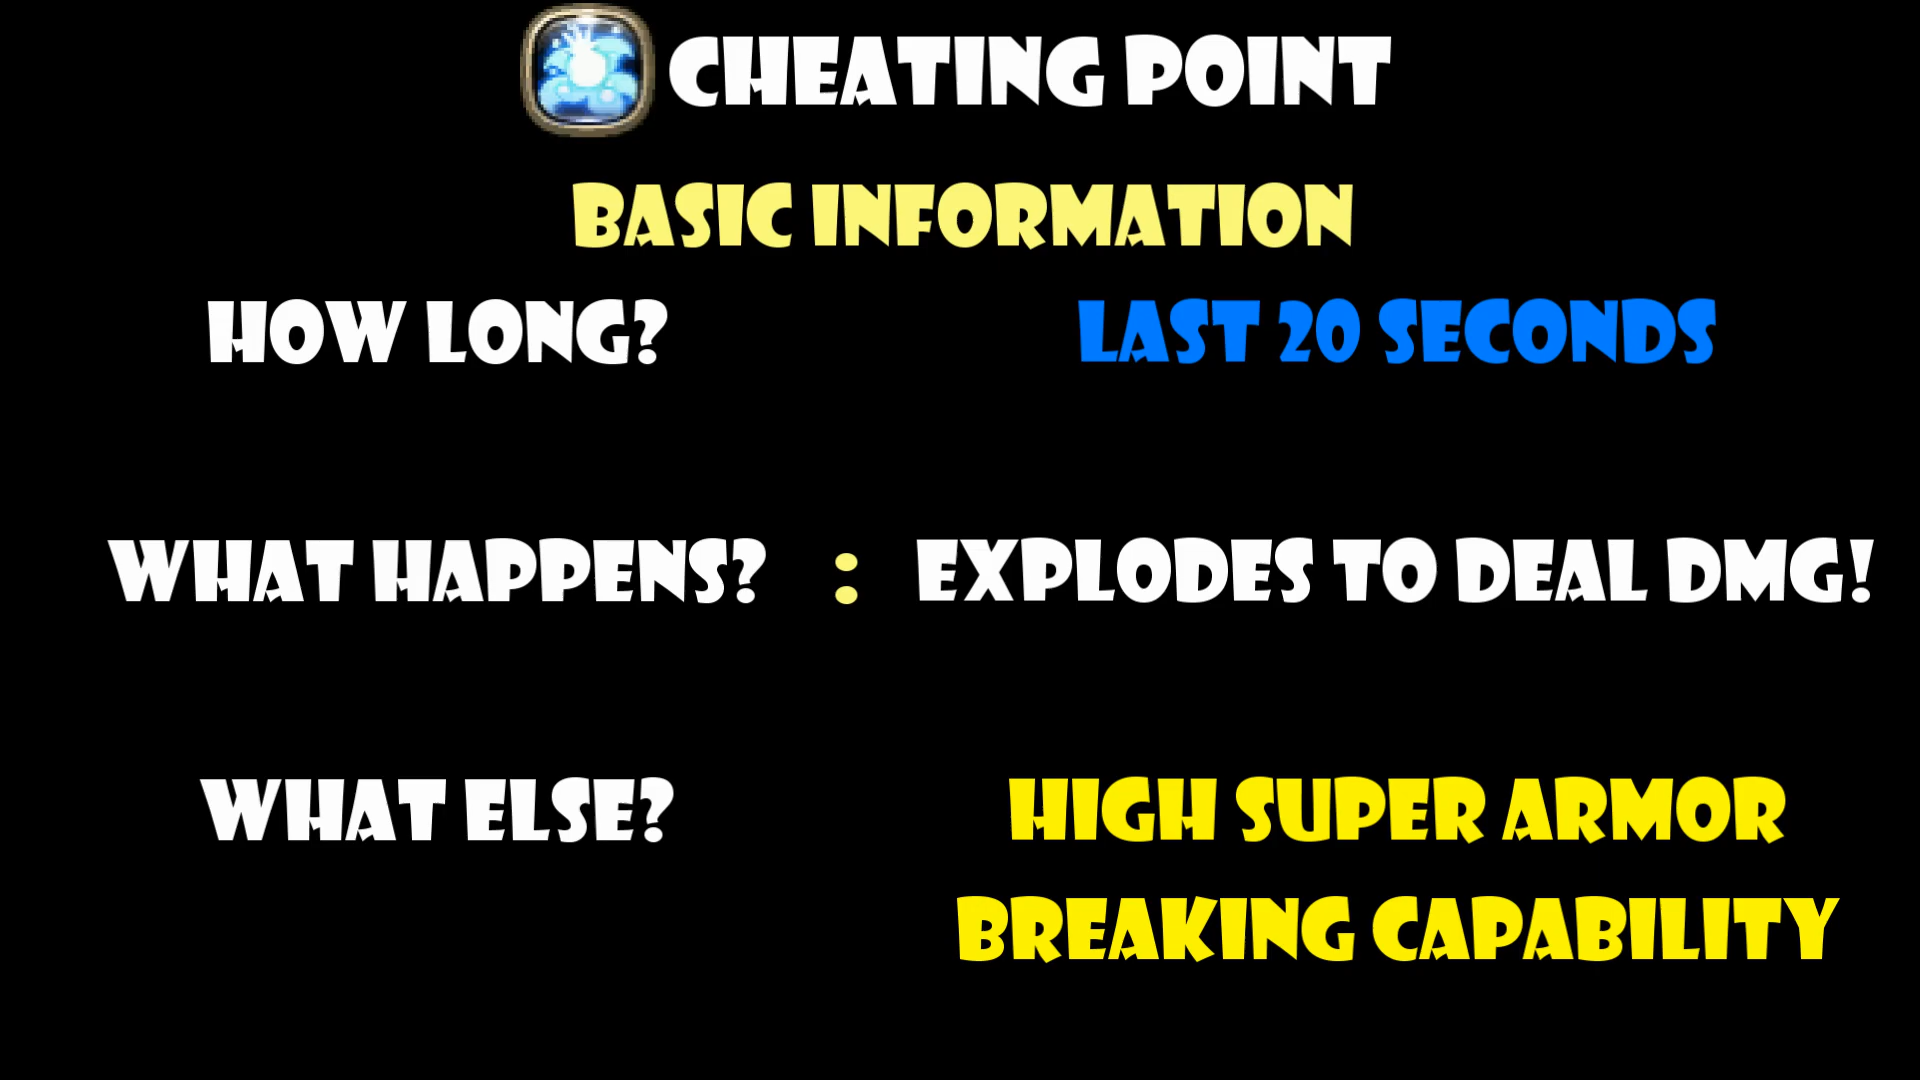 CHEATING POINT
BASIC INFORMATION
HOW LONG? LAST 20 SECONDS
WHAT HAPPENS? : EXPLODES TO DEAL DMG!
WHAT ELSE? HIGH SUPER ARMOR
BREAKING CAPABILITY